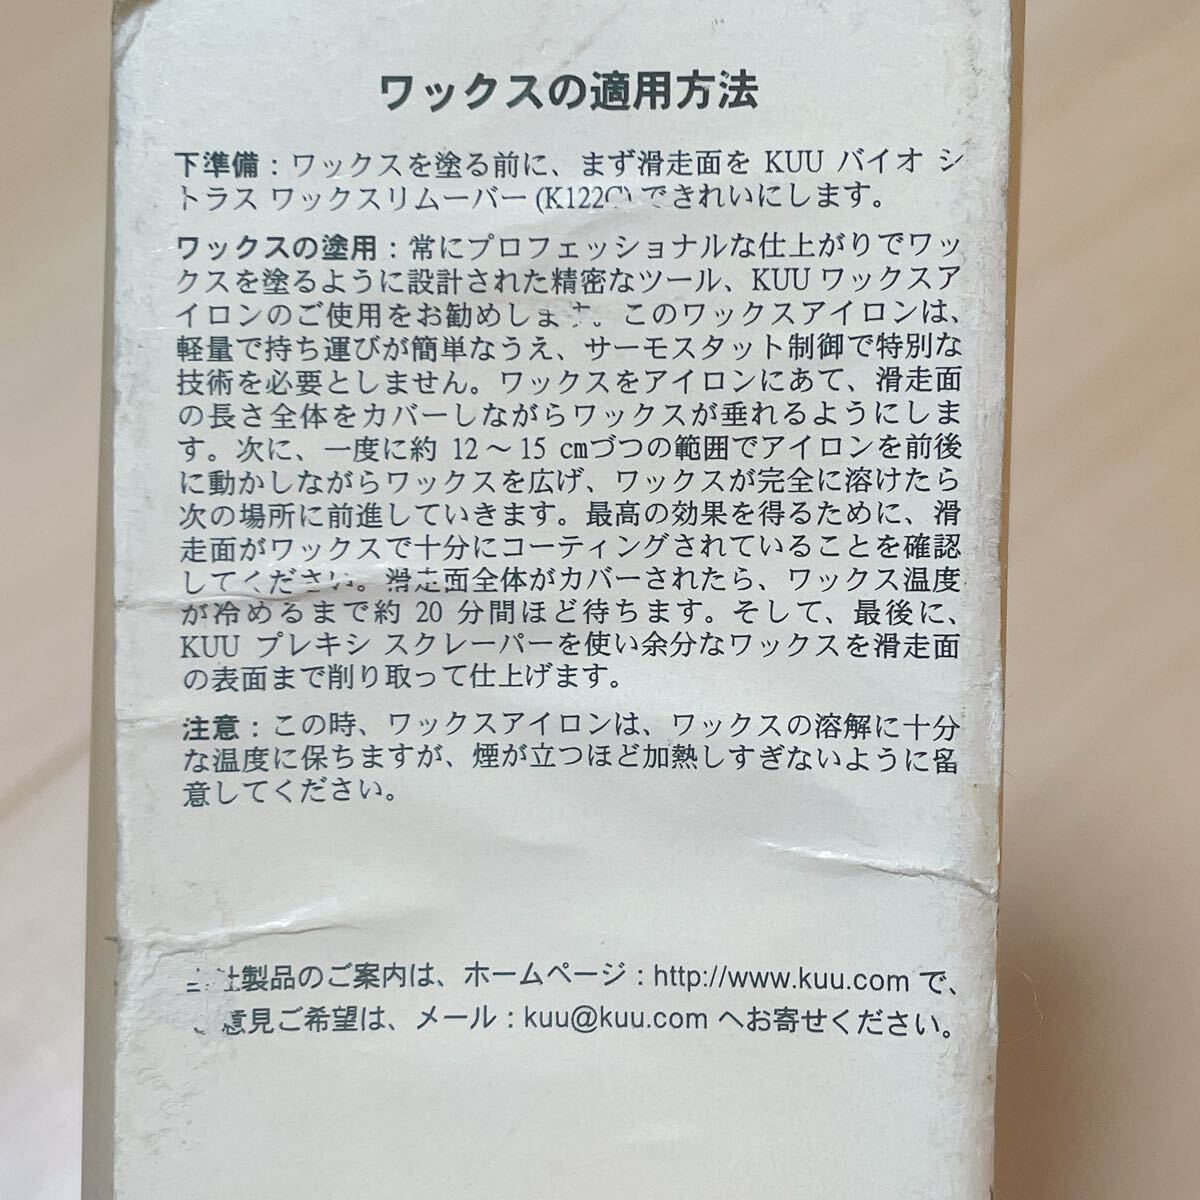 ワックスの適用方法
下準備：ワックスを塗る前に、まず滑走面を KUU バイオ シ
トラス ワックスリムーバー (K122C) できれいにします。
ワックスの塗用：常にプロフェッショナルな仕上がりでワッ
クスを塗るように設計された精密なツール、KUU ワックスア
イロンのご使用をお勧めします。このワックスアイロンは、
軽量で持ち運びが簡単なうえ、サーモスタット制御で特別な
技術を必要としません。ワックスをアイロンにあて、滑走面
の長さ全体をカバーしながらワックスが垂れるようにしま
す。次に、一度に約 12～15 ㎝づつの範囲でアイロンを前後
に動かしながらワックスを広げ、ワックスが完全に溶けたら
次の場所に前進していきます。最高の効果を得るために、滑
走面がワックスで十分にコーティングされていることを確認
してください。滑走面全体がカバーされたら、ワックス温度
が冷めるまで約 20 分間ほど待ちます。そして、最後に、
KUU プレキシ スクレーパーを使い余分なワックスを滑走面
の表面まで削り取って仕上げます。
注意：この時、ワックスアイロンは、ワックスの溶解に十分
な温度に保ちますが、煙が立つほど加熱しすぎないように留
意してください。
社製品のご案内は、ホームページ：http://www.kuu.com で、
意見ご希望は、メール：kuu@kuu.com へお寄せください。